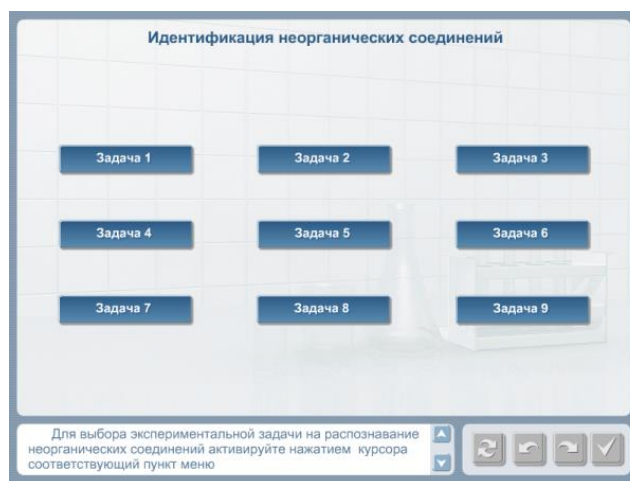 Идентификация неорганических соединений
Задача 1
Задача 2
Задача 3
Задача 4
Задача 5
Задача 6
Задача 7
Задача 8
Задача 9
Для выбора экспериментальной задачи на распознавание
неорганических соединений активируйте нажатием курсора
соответствующий пункт меню